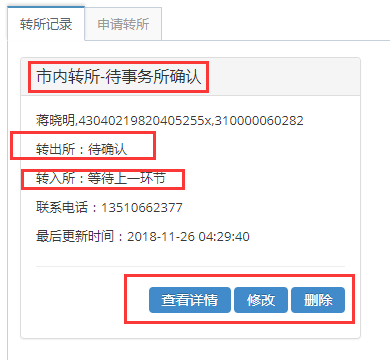 转所记录 申请转所
市内转所-待事务所确认
蒋晓明,43040219820405255x,310000060282
转出所：待确认
转入所：等待上一环节
联系电话：13510662377
最后更新时间：2018-11-26 04:29:40
查看详情 修改 删除